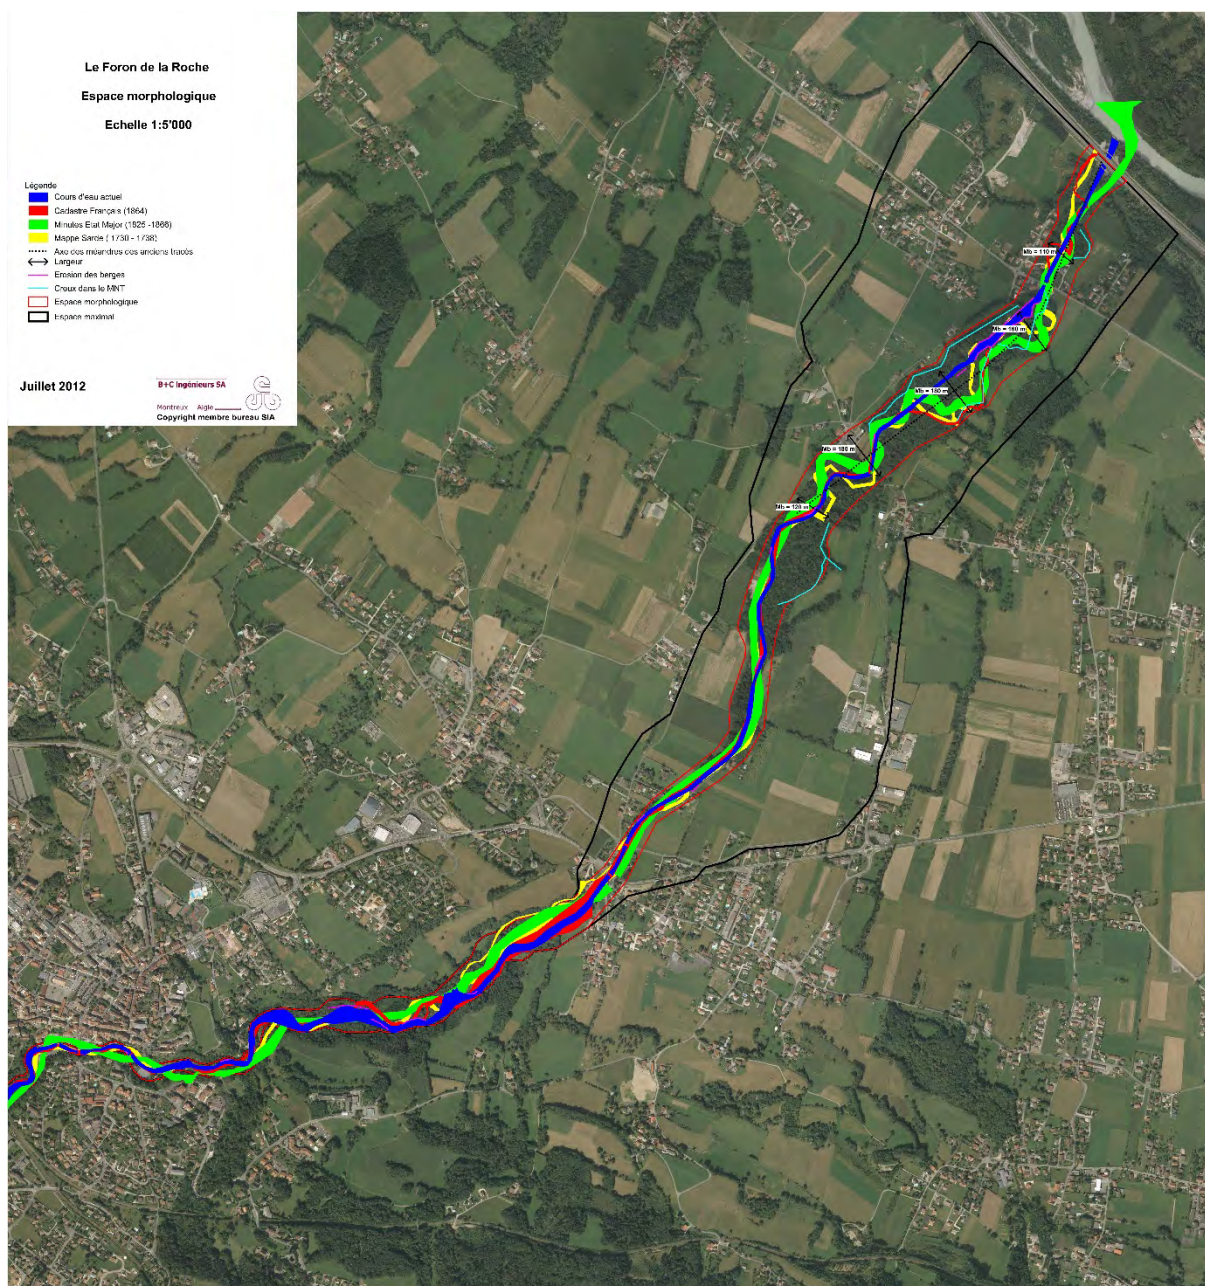 Le Foron de la Roche
Espace morphologique
Echelle 1:5'000
Légende
Cours d'eau actuel
Cadastre Français (1864)
Minutes Etat Major (1825 -1866)
Mappe Sarde ( 1730 - 1738)
Axe des méandres des anciens tracés
Largeur
Erosion des berges
Creux dans le MNT
Espace morphologique
Espace maximal
Juillet 2012
B+C Ingénieurs SA
Montreux Aigle
Copyright membre bureau SIA
Mb = 110 m
Mb = 160 m
Mb = 180 m
Mb = 180 m
Mb = 120 m